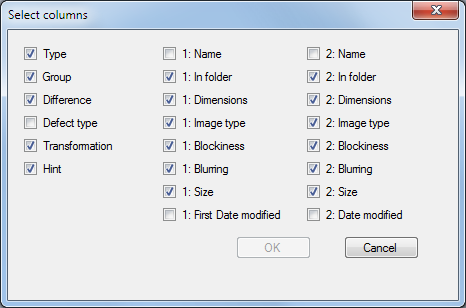 Select columns
Type 1: Name 2: Name
Group 1: In folder 2: In folder
Difference 1: Dimensions 2: Dimensions
Defect type 1: Image type 2: Image type
Transformation 1: Blockiness 2: Blockiness
Hint 1: Blurring 2: Blurring
1: Size 2: Size
1: First Date modified 2: Date modified
OK Cancel